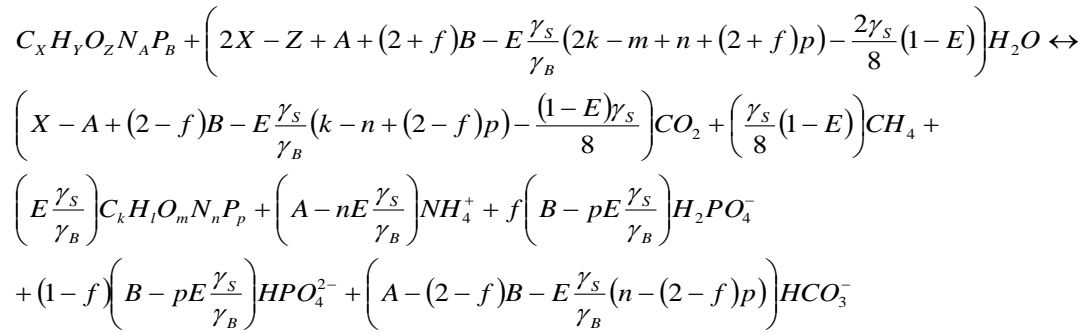 C_X H_Y O_Z N_A P_B + (2X − Z + A + (2 + f)B − E γ_S/γ_B (2k − m + n + (2 + f)p) − 2γ_S/8 (1 − E)) H_2O ↔
(X − A + (2 − f)B − E γ_S/γ_B (k − n + (2 − f)p) − (1 − E)γ_S/8) CO_2 + (γ_S/8 (1 − E)) CH_4 +
(E γ_S/γ_B) C_k H_l O_m N_n P_p + (A − nE γ_S/γ_B) NH_4^+ + f(B − pE γ_S/γ_B) H_2PO_4^−
+ (1 − f)(B − pE γ_S/γ_B) HPO_4^{2−} + (A − (2 − f)B − E γ_S/γ_B (n − (2 − f)p)) HCO_3^−